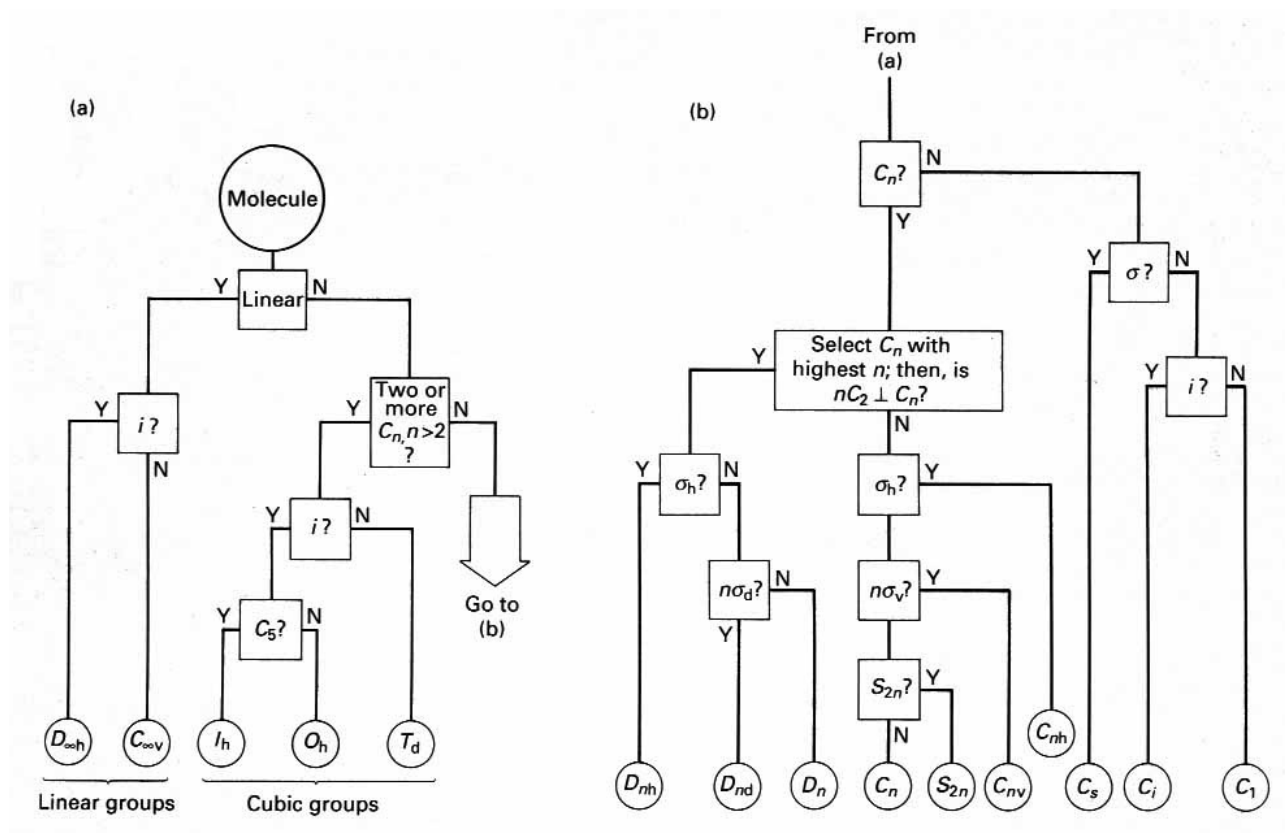 (a)
Molecule
Y
N
Linear
Y
i?
N
Two or
more
Cn, n>2
?
Y
N
Y
i?
N
Y
C5?
N
Go to
(b)
D∞h
C∞v
Ih
Oh
Td
Linear groups
Cubic groups
From
(a)
(b)
Cn?
N
Y
Y
σ?
N
Y
i?
N
Y
Select Cn with
highest n; then, is
nC2 ⊥ Cn?
N
Y
σh?
N
σh?
Y
nσd?
N
Y
nσv?
Y
S2n?
Y
N
Dnh
Dnd
Dn
Cn
S2n
Cnv
Cnh
Cs
Ci
C1